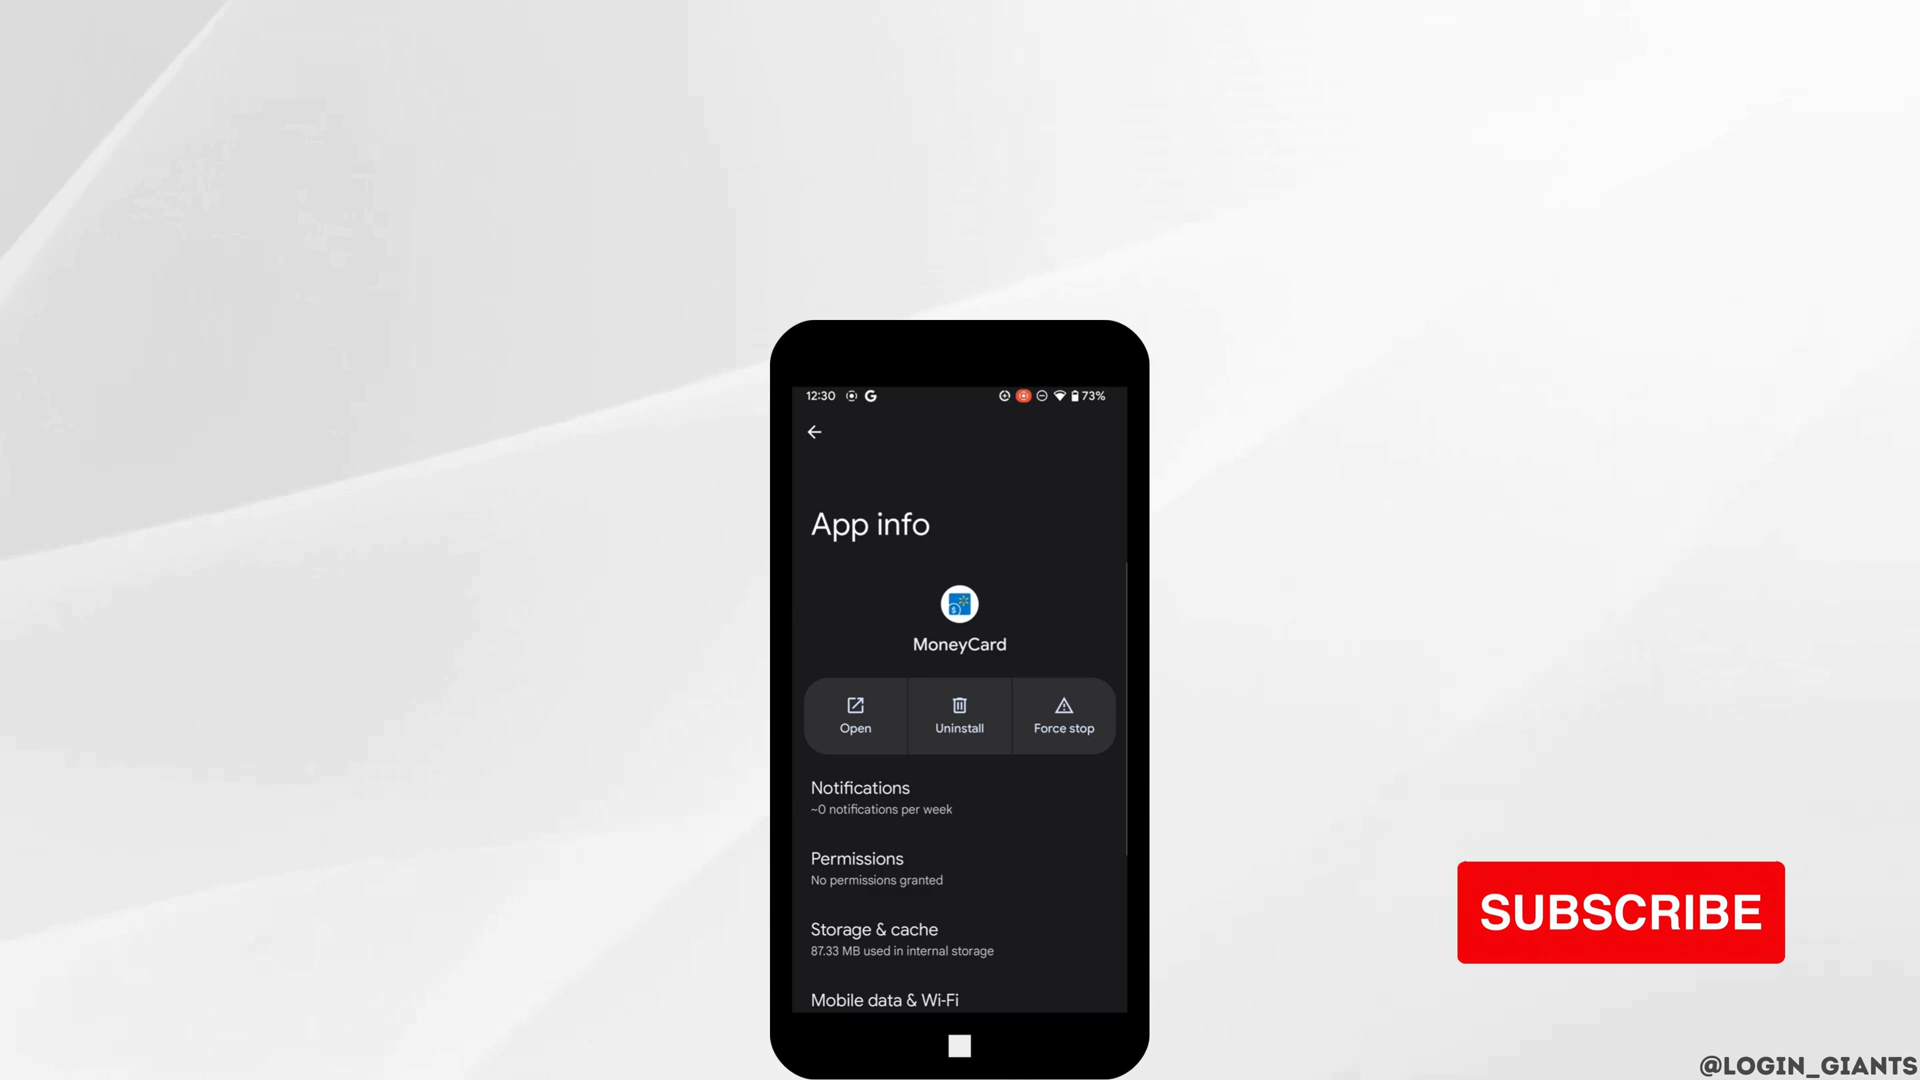 12:30 73%
App info
MoneyCard
Open Uninstall Force stop
Notifications
~0 notifications per week
Permissions
No permissions granted
Storage & cache
87.33 MB used in internal storage
Mobile data & Wi-Fi
SUBSCRIBE
@LOGIN_GIANTS